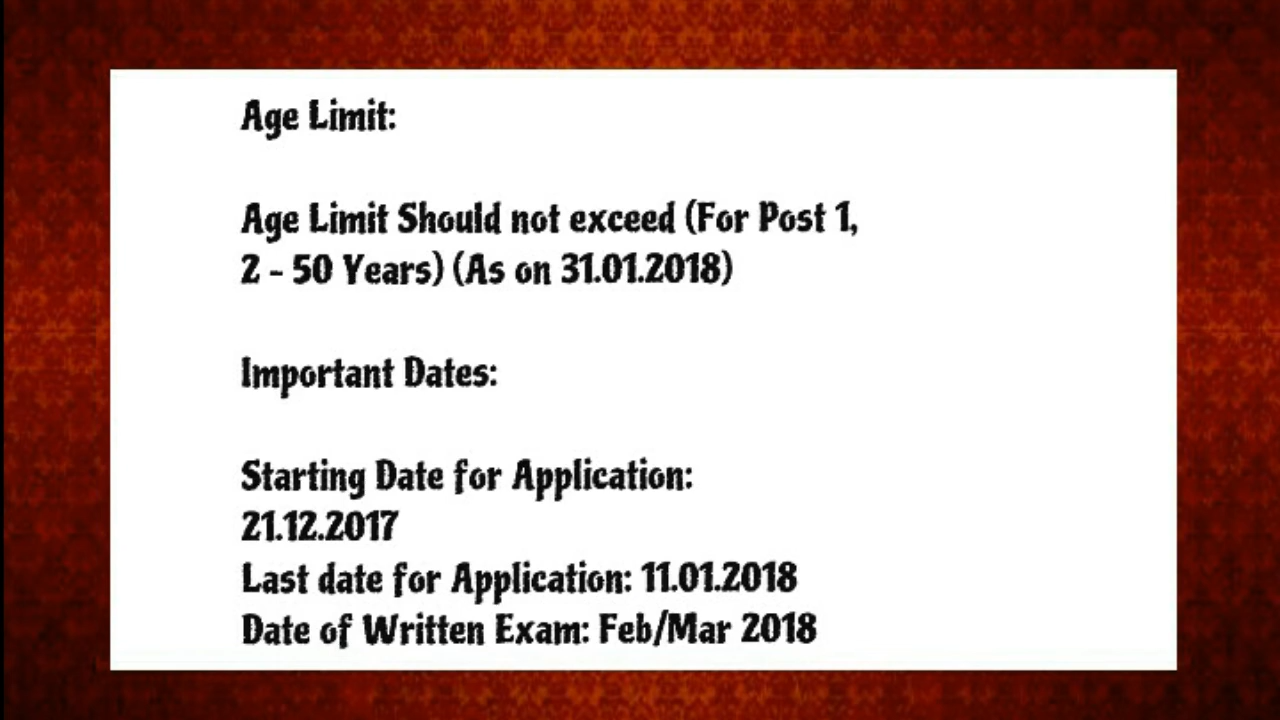 Age Limit:
Age Limit Should not exceed (For Post 1,
2 - 50 Years) (As on 31.01.2018)
Important Dates:
Starting Date for Application:
21.12.2017
Last date for Application: 11.01.2018
Date of Written Exam: Feb/Mar 2018